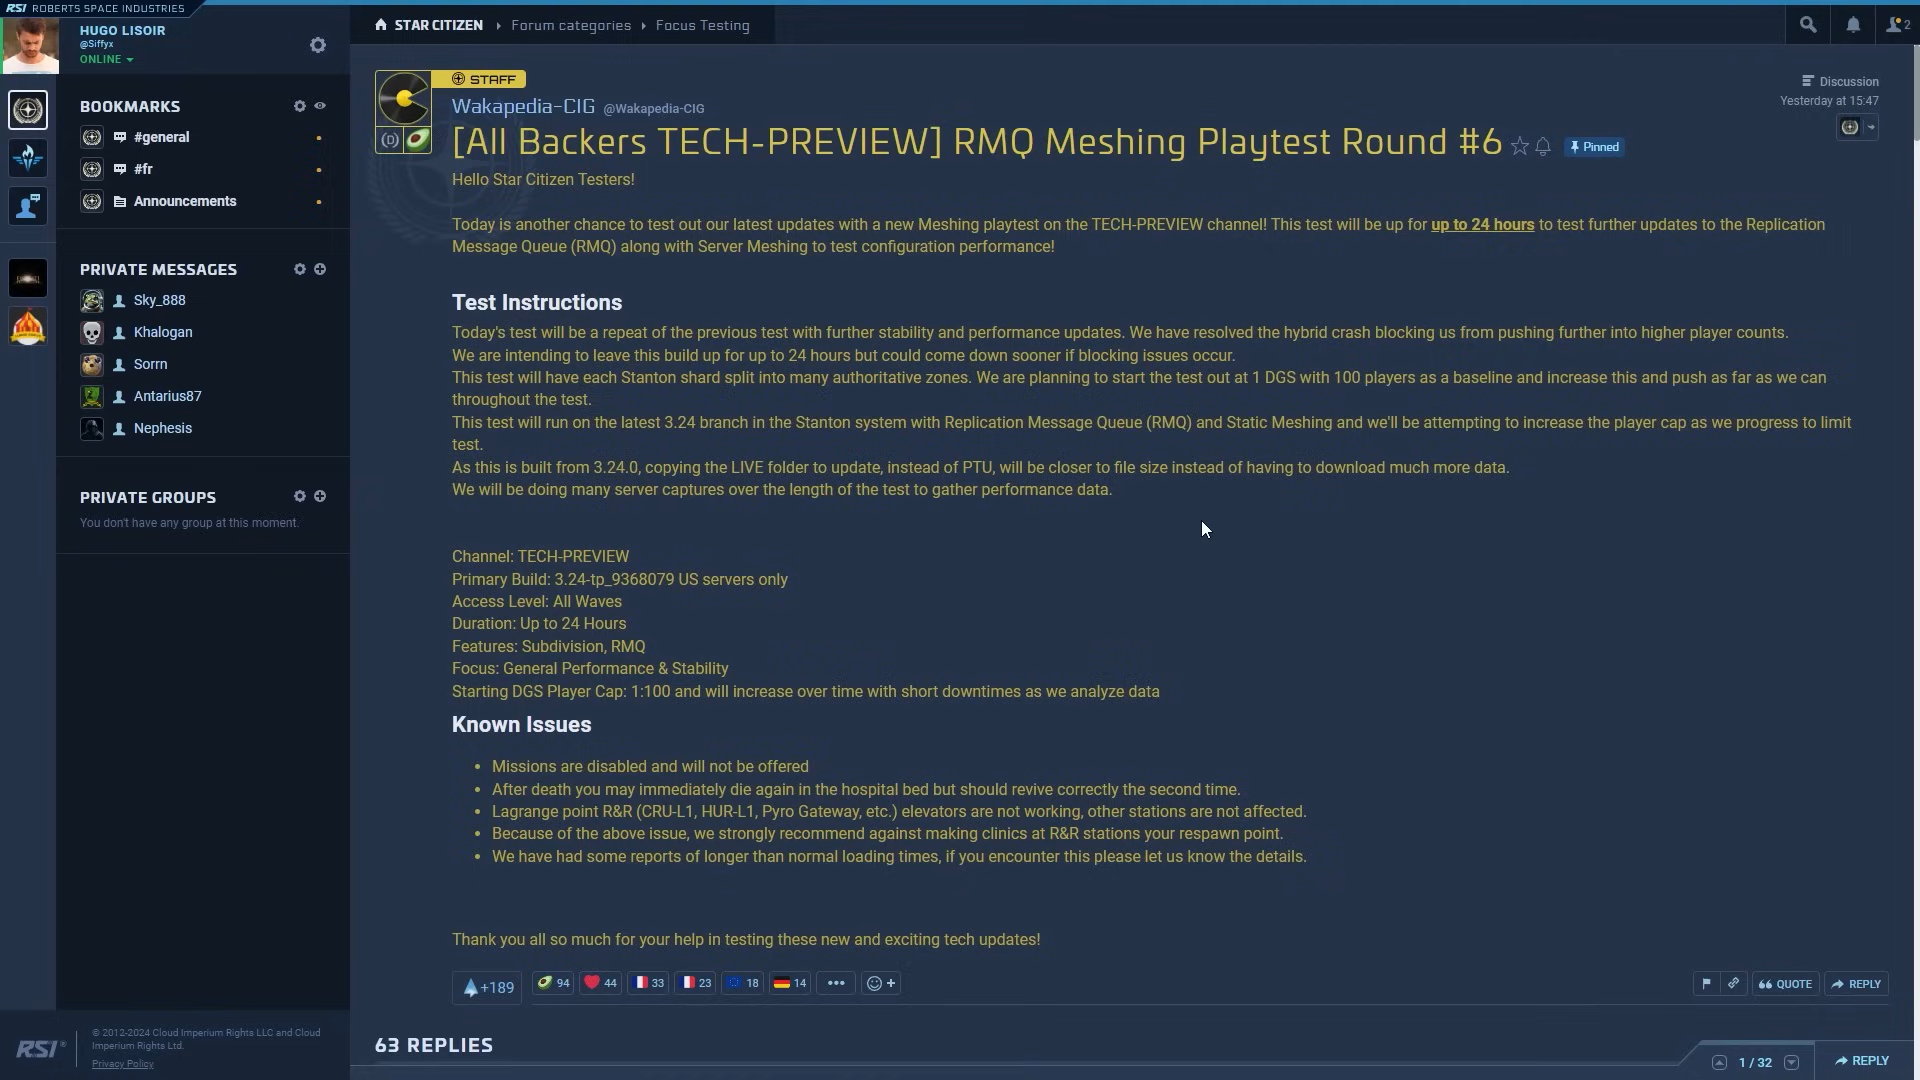 RSI ROBERTS SPACE INDUSTRIES
HUGO LISOIR
@Siffyx
ONLINE
BOOKMARKS
#general
#fr
Announcements
PRIVATE MESSAGES
Sky_888
Khalogan
Sorrn
Antarius87
Nephesis
PRIVATE GROUPS
You don't have any group at this moment.
RSI
© 2012-2024 Cloud Imperium Rights LLC and Cloud
Imperium Rights Ltd.
Privacy Policy
STAR CITIZEN Forum categories Focus Testing
2
STAFF
Wakapedia-CIG @Wakapedia-CIG
Discussion
Yesterday at 15:47
[All Backers TECH-PREVIEW] RMQ Meshing Playtest Round #6 Pinned
Hello Star Citizen Testers!
Today is another chance to test out our latest updates with a new Meshing playtest on the TECH-PREVIEW channel! This test will be up for up to 24 hours to test further updates to the Replication
Message Queue (RMQ) along with Server Meshing to test configuration performance!
Test Instructions
Today's test will be a repeat of the previous test with further stability and performance updates. We have resolved the hybrid crash blocking us from pushing further into higher player counts.
We are intending to leave this build up for up to 24 hours but could come down sooner if blocking issues occur.
This test will have each Stanton shard split into many authoritative zones. We are planning to start the test out at 1 DGS with 100 players as a baseline and increase this and push as far as we can
throughout the test.
This test will run on the latest 3.24 branch in the Stanton system with Replication Message Queue (RMQ) and Static Meshing and we'll be attempting to increase the player cap as we progress to limit
test.
As this is built from 3.24.0, copying the LIVE folder to update, instead of PTU, will be closer to file size instead of having to download much more data.
We will be doing many server captures over the length of the test to gather performance data.
Channel: TECH-PREVIEW
Primary Build: 3.24-tp_9368079 US servers only
Access Level: All Waves
Duration: Up to 24 Hours
Features: Subdivision, RMQ
Focus: General Performance & Stability
Starting DGS Player Cap: 1:100 and will increase over time with short downtimes as we analyze data
Known Issues
• Missions are disabled and will not be offered
• After death you may immediately die again in the hospital bed but should revive correctly the second time.
• Lagrange point R&R (CRU-L1, HUR-L1, Pyro Gateway, etc.) elevators are not working, other stations are not affected.
• Because of the above issue, we strongly recommend against making clinics at R&R stations your respawn point.
• We have had some reports of longer than normal loading times, if you encounter this please let us know the details.
Thank you all so much for your help in testing these new and exciting tech updates!
+189 94 44 33 23 18 14 ••• +
QUOTE REPLY
63 REPLIES
1 / 32 REPLY